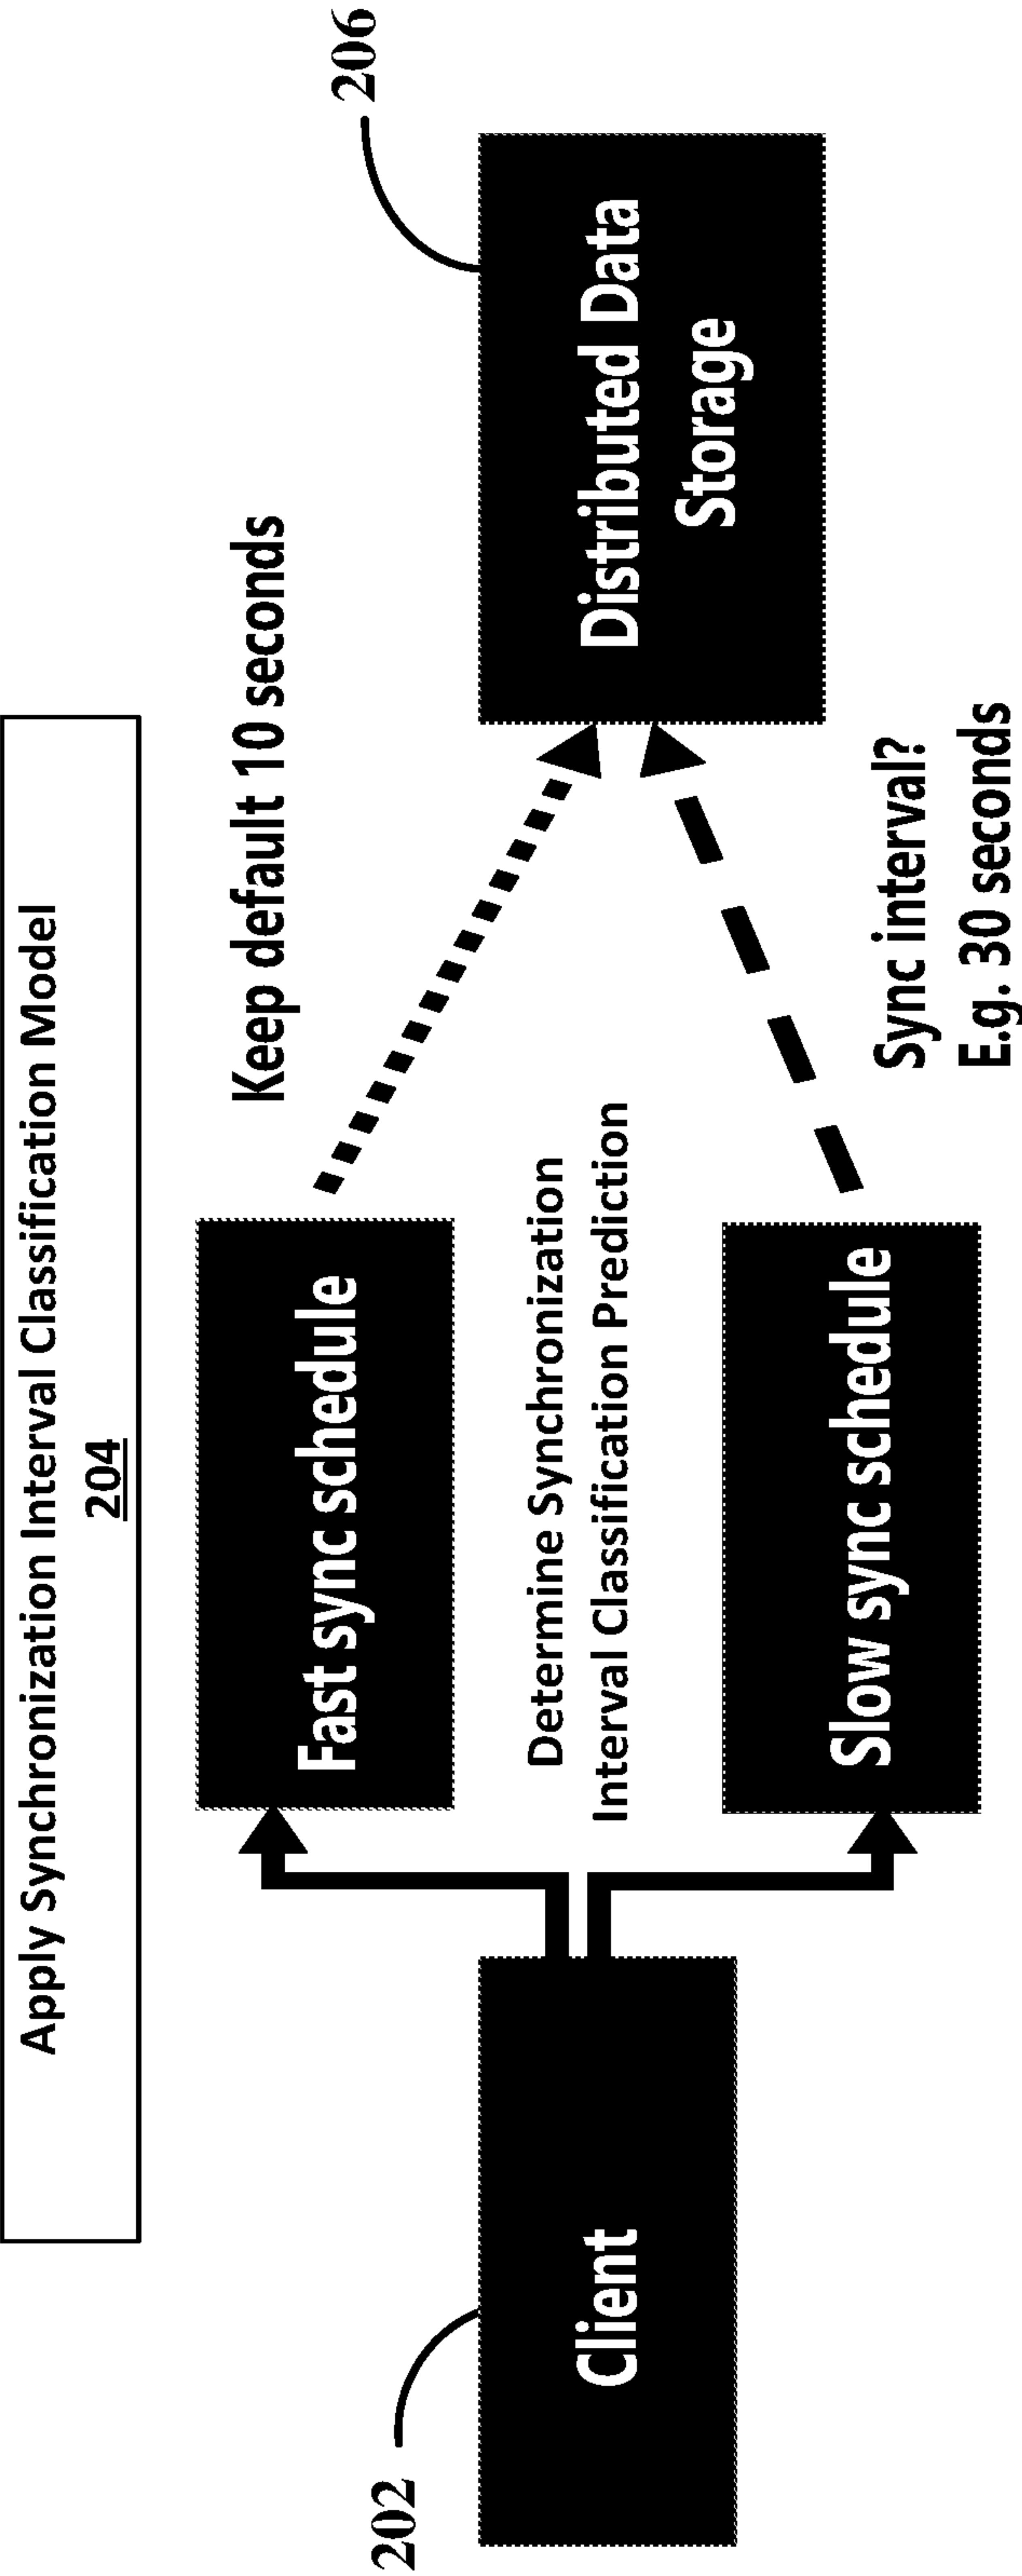 Apply Synchronization Interval Classification Model
204
202
Client
Fast sync schedule
Determine Synchronization
Interval Classification Prediction
Slow sync schedule
Keep default 10 seconds
Sync interval?
E.g. 30 seconds
206
Distributed Data
Storage